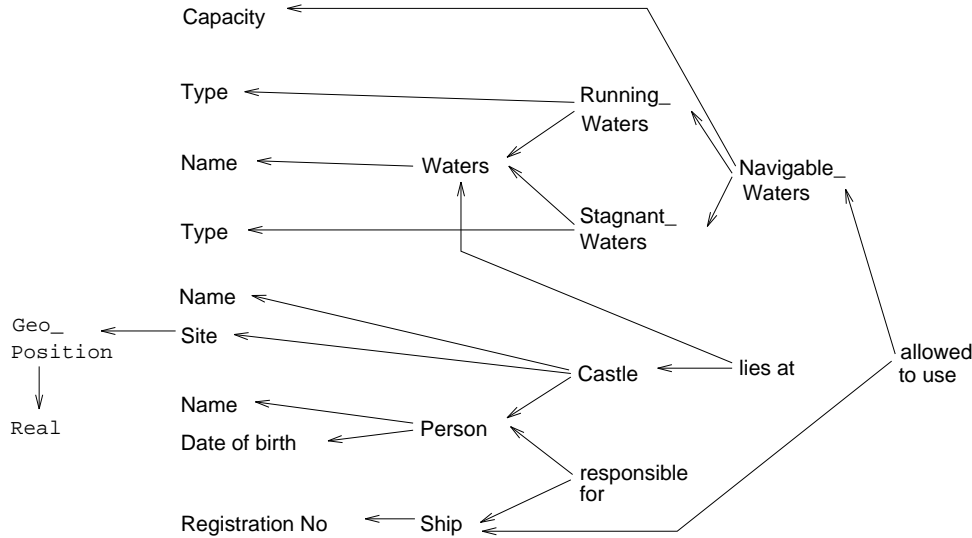 Capacity
Type
Running_
Waters
Name
Waters
Navigable_
Waters
Type
Stagnant_
Waters
Name
Geo_
Position
Site
Castle
lies at
allowed
to use
Real
Name
Date of birth
Person
responsible
for
Registration No
Ship